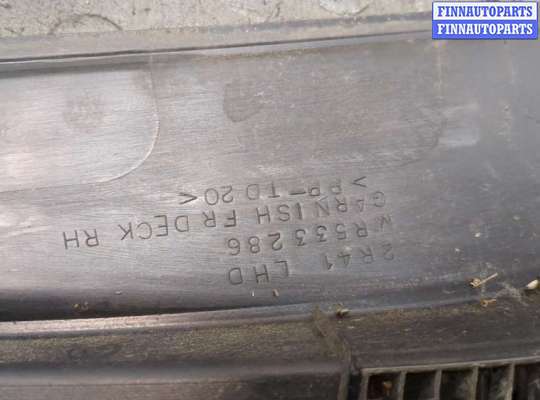 FINNAUTOPARTS
FINNAUTOPARTS
2R41 LHD
MR533286
GARNISH FR DECK RH
>PP-TD20<